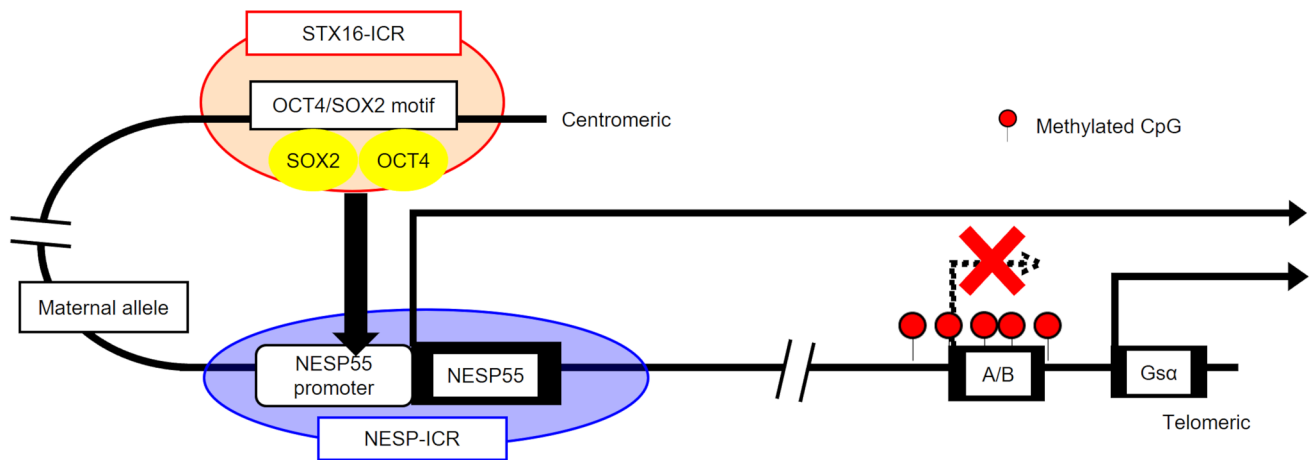 STX16-ICR
OCT4/SOX2 motif
Centromeric
Methylated CpG
SOX2
OCT4
Maternal allele
NESP55
promoter
NESP55
A/B
Gsα
NESP-ICR
Telomeric